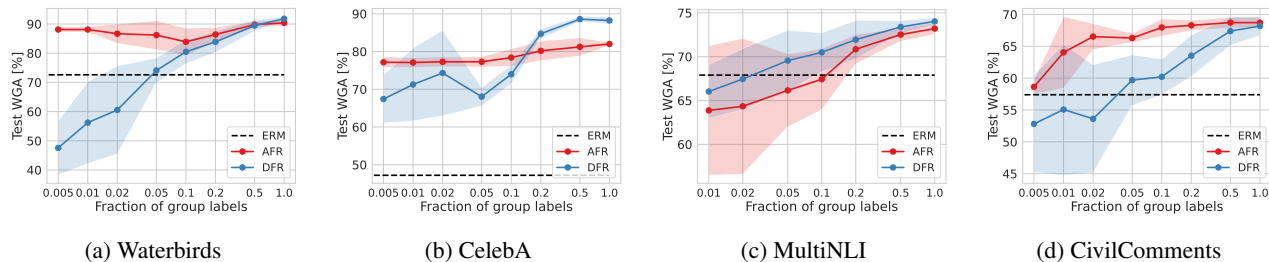 Test WGA [%]
90
80
70
60
50
40
ERM
AFR
DFR
0.005 0.01 0.02 0.05 0.1 0.2 0.5 1.0
Fraction of group labels
(a) Waterbirds
Test WGA [%]
90
80
70
60
50
ERM
AFR
DFR
0.005 0.01 0.02 0.05 0.1 0.2 0.5 1.0
Fraction of group labels
(b) CelebA
Test WGA [%]
75
70
65
60
ERM
AFR
DFR
0.01 0.02 0.05 0.1 0.2 0.5 1.0
Fraction of group labels
(c) MultiNLI
Test WGA [%]
70
65
60
55
50
45
ERM
AFR
DFR
0.005 0.01 0.02 0.05 0.1 0.2 0.5 1.0
Fraction of group labels
(d) CivilComments